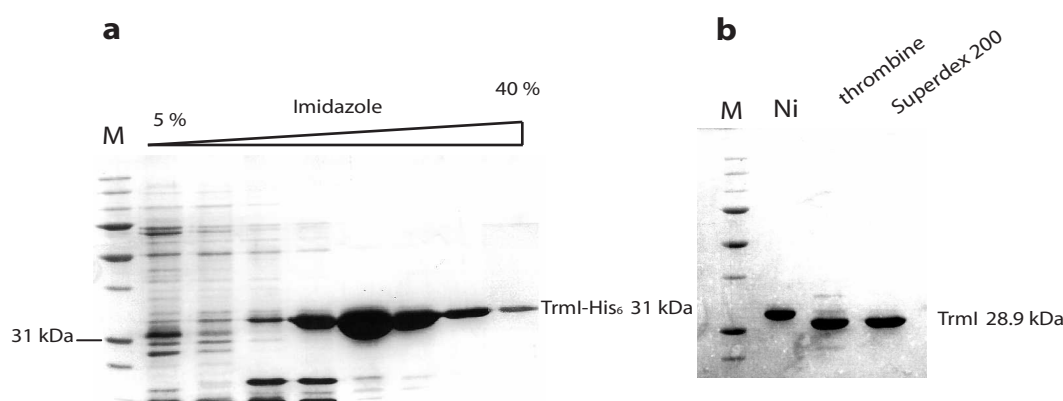 a
5 %
Imidazole
40 %
M
31 kDa
TrmI-His₆ 31 kDa
b
M
Ni
thrombine
Superdex 200
TrmI 28.9 kDa